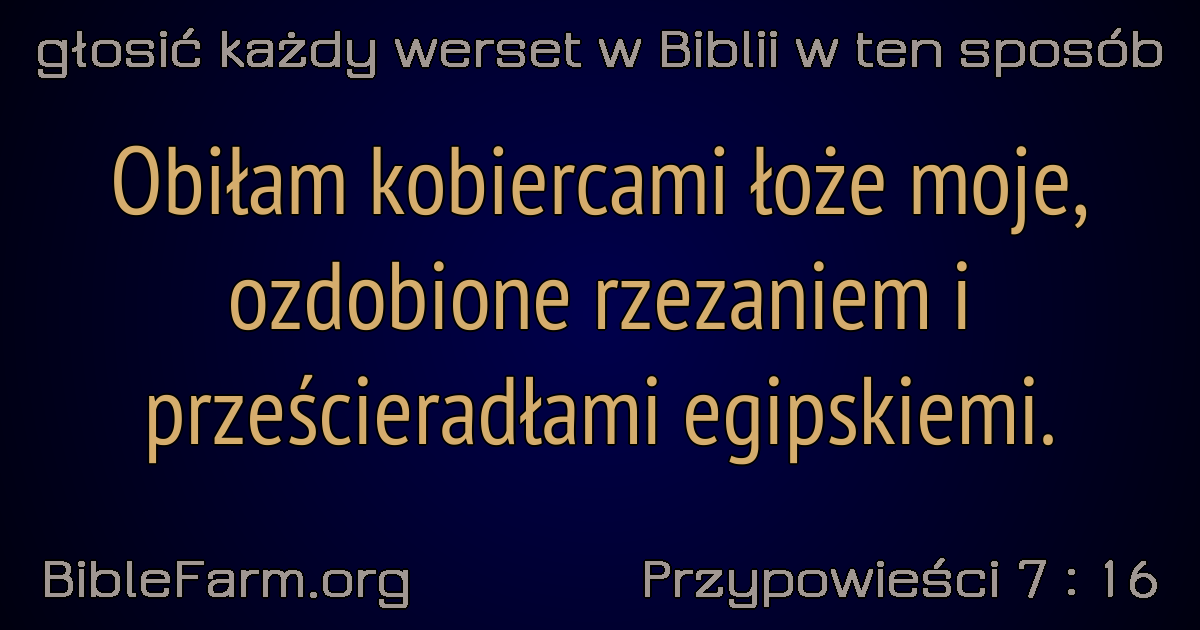 głosić każdy werset w Biblii w ten sposób
Obiłam kobiercami łoże moje,
ozdobione rzezaniem i
prześcieradłami egipskiemi.
BibleFarm.org
Przypowieści 7 : 16